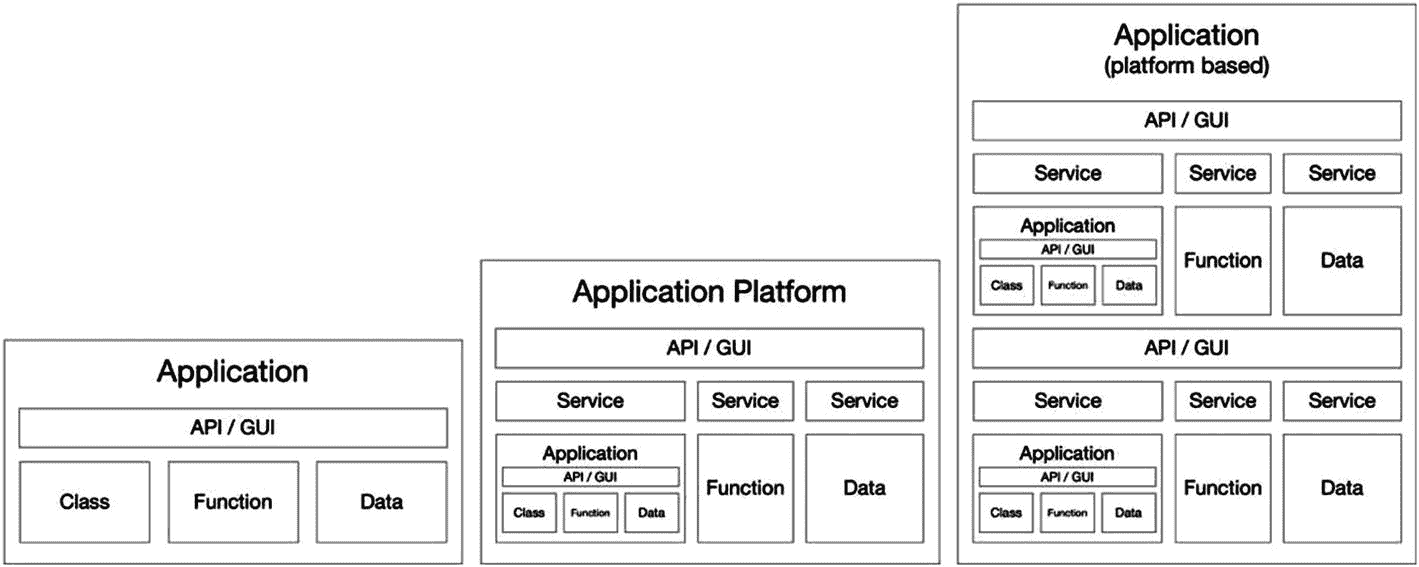 Application
API / GUI
Class Function Data
Application Platform
API / GUI
Service Service Service
Application
API / GUI
Class Function Data
Function Data
Application
(platform based)
API / GUI
Service Service Service
Application
API / GUI
Class Function Data
Function Data
API / GUI
Service Service Service
Application
API / GUI
Class Function Data
Function Data